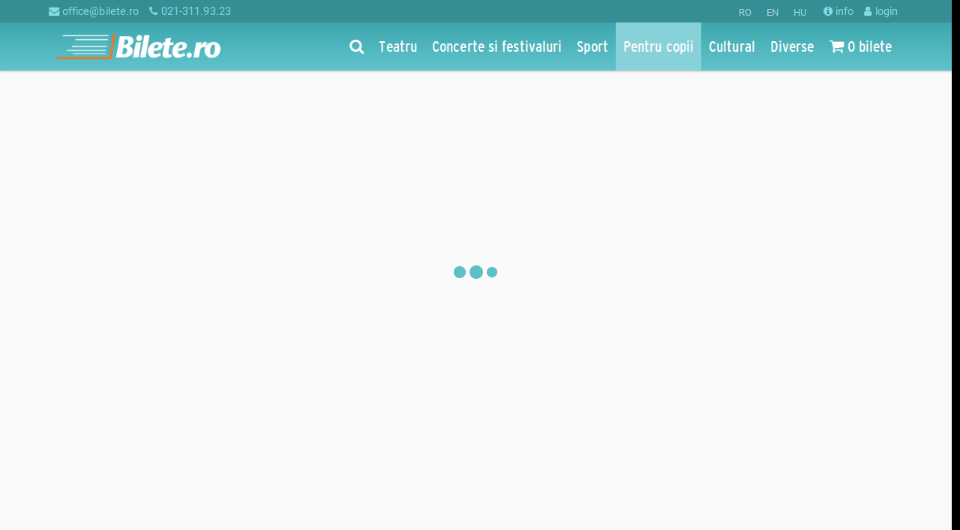 office@bilete.ro 021-311.93.23 RO EN HU info login
Bilete.ro Teatru Concerte si festivaluri Sport Pentru copii Cultural Diverse 0 bilete